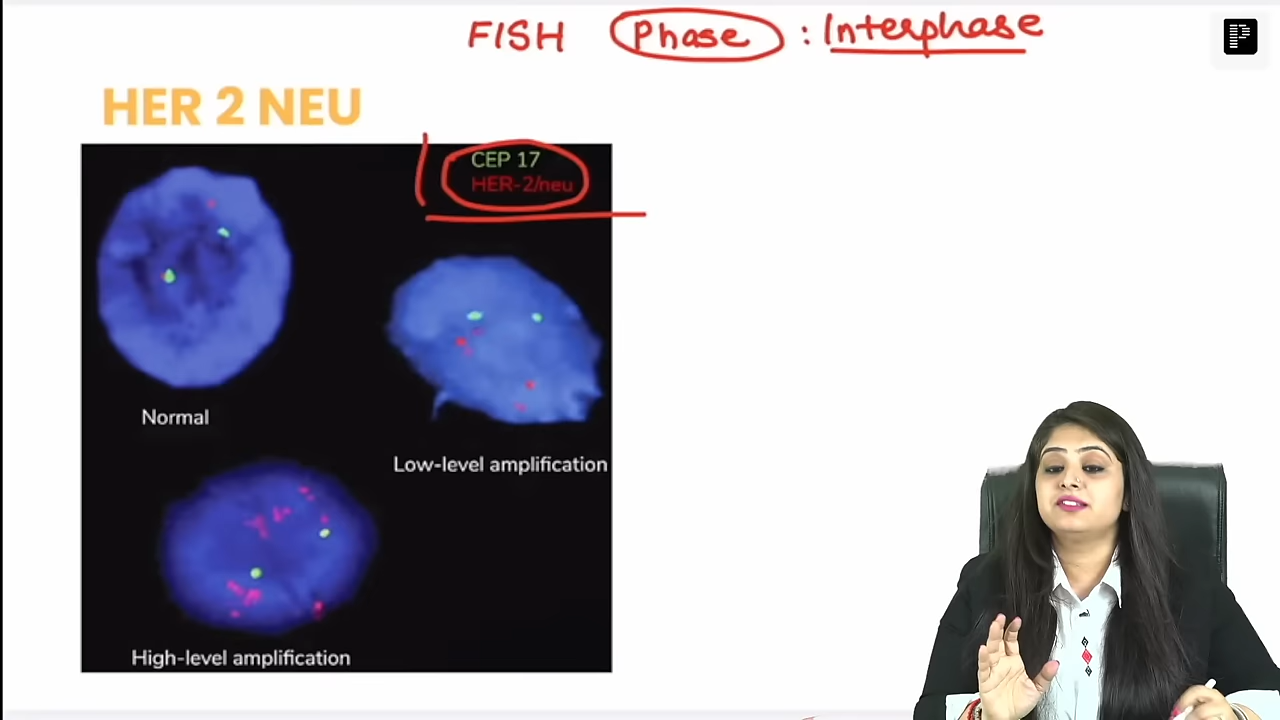 FISH Phase : Interphase
HER 2 NEU
CEP 17
HER-2/neu
Normal
Low-level amplification
High-level amplification